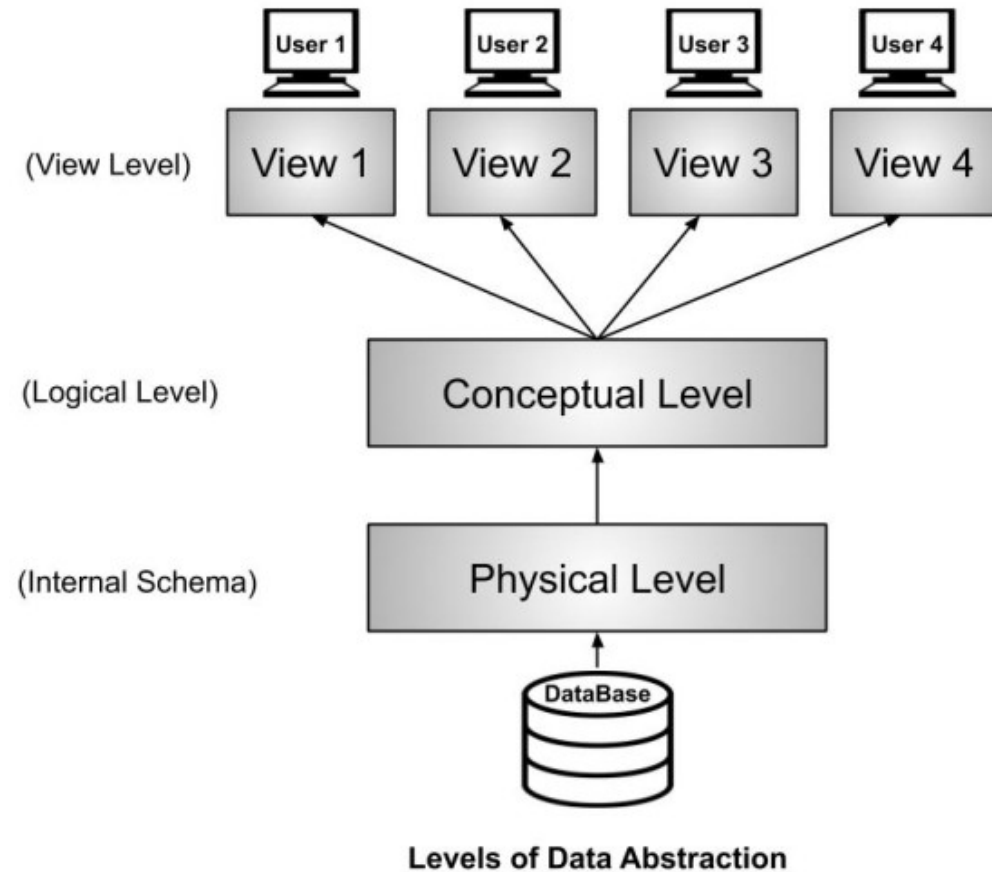 User 1
User 2
User 3
User 4
(View Level)
View 1
View 2
View 3
View 4
(Logical Level)
Conceptual Level
(Internal Schema)
Physical Level
DataBase
Levels of Data Abstraction